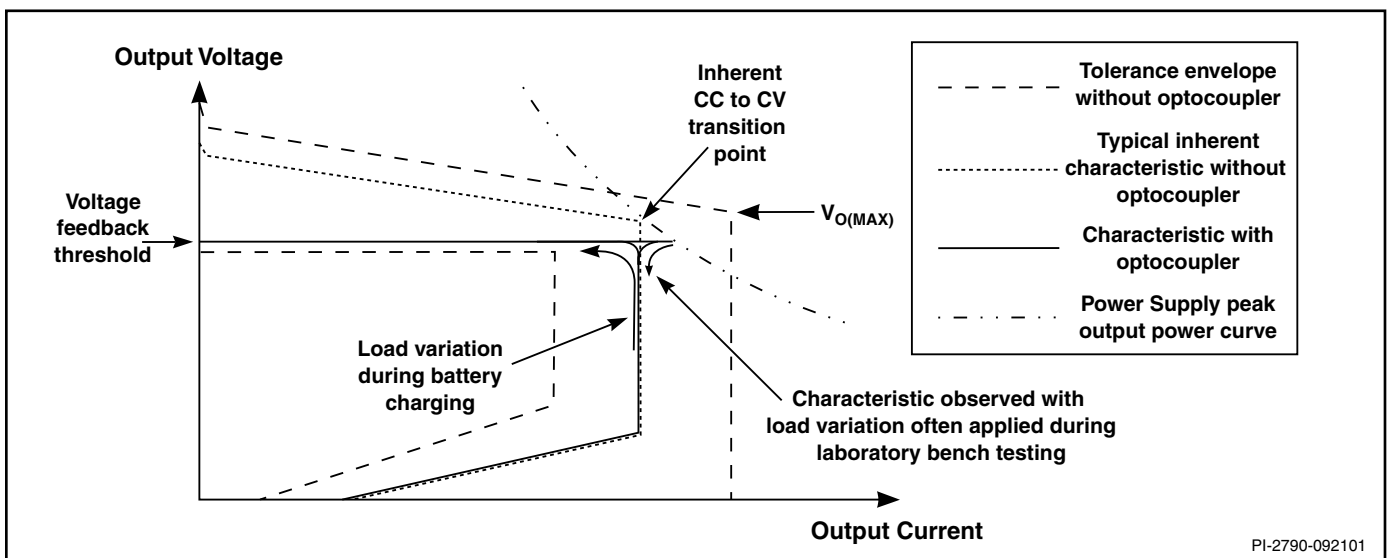 Output Voltage
Inherent
CC to CV
transition
point
Voltage
feedback
threshold
V<sub>O(MAX)</sub>
Load variation
during battery
charging
Characteristic observed with
load variation often applied during
laboratory bench testing
Output Current
Tolerance envelope
without optocoupler
Typical inherent
characteristic without
optocoupler
Characteristic with
optocoupler
Power Supply peak
output power curve
PI-2790-092101